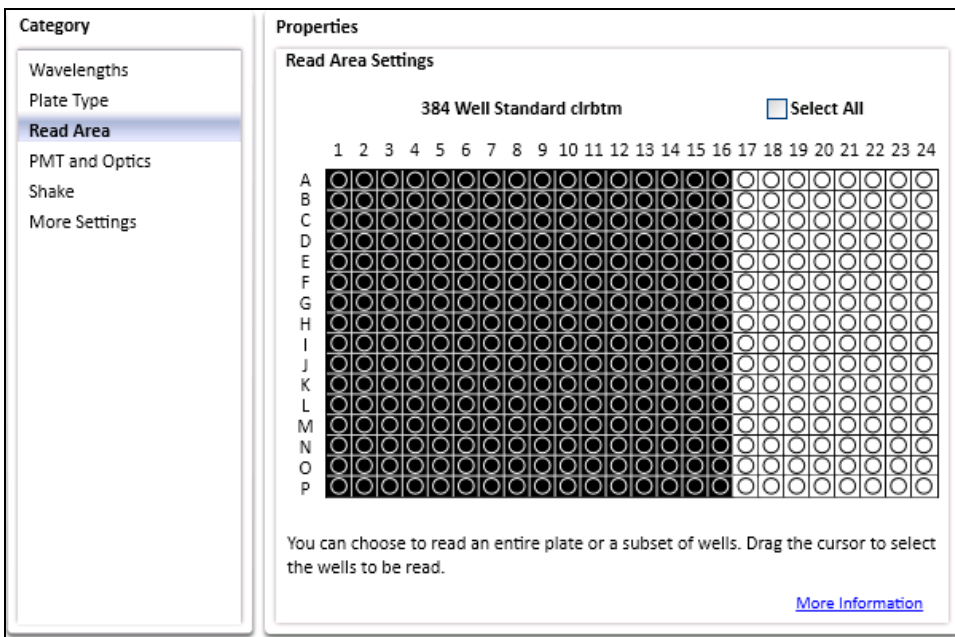 Category
Wavelengths
Plate Type
Read Area
PMT and Optics
Shake
More Settings
Properties
Read Area Settings
384 Well Standard clrbtm
Select All
1 2 3 4 5 6 7 8 9 10 11 12 13 14 15 16 17 18 19 20 21 22 23 24
A
B
C
D
E
F
G
H
I
J
K
L
M
N
O
P
You can choose to read an entire plate or a subset of wells. Drag the cursor to select
the wells to be read.
More Information